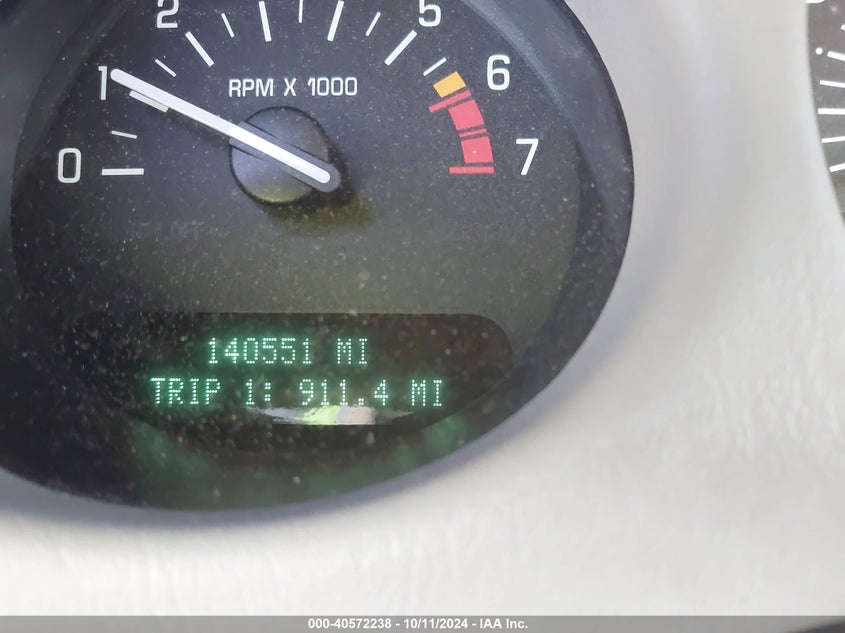 2 5
1 6
RPM X 1000
0 7
140551 MI
TRIP 1: 911.4 MI
000-40572238 - 10/11/2024 - IAA Inc.